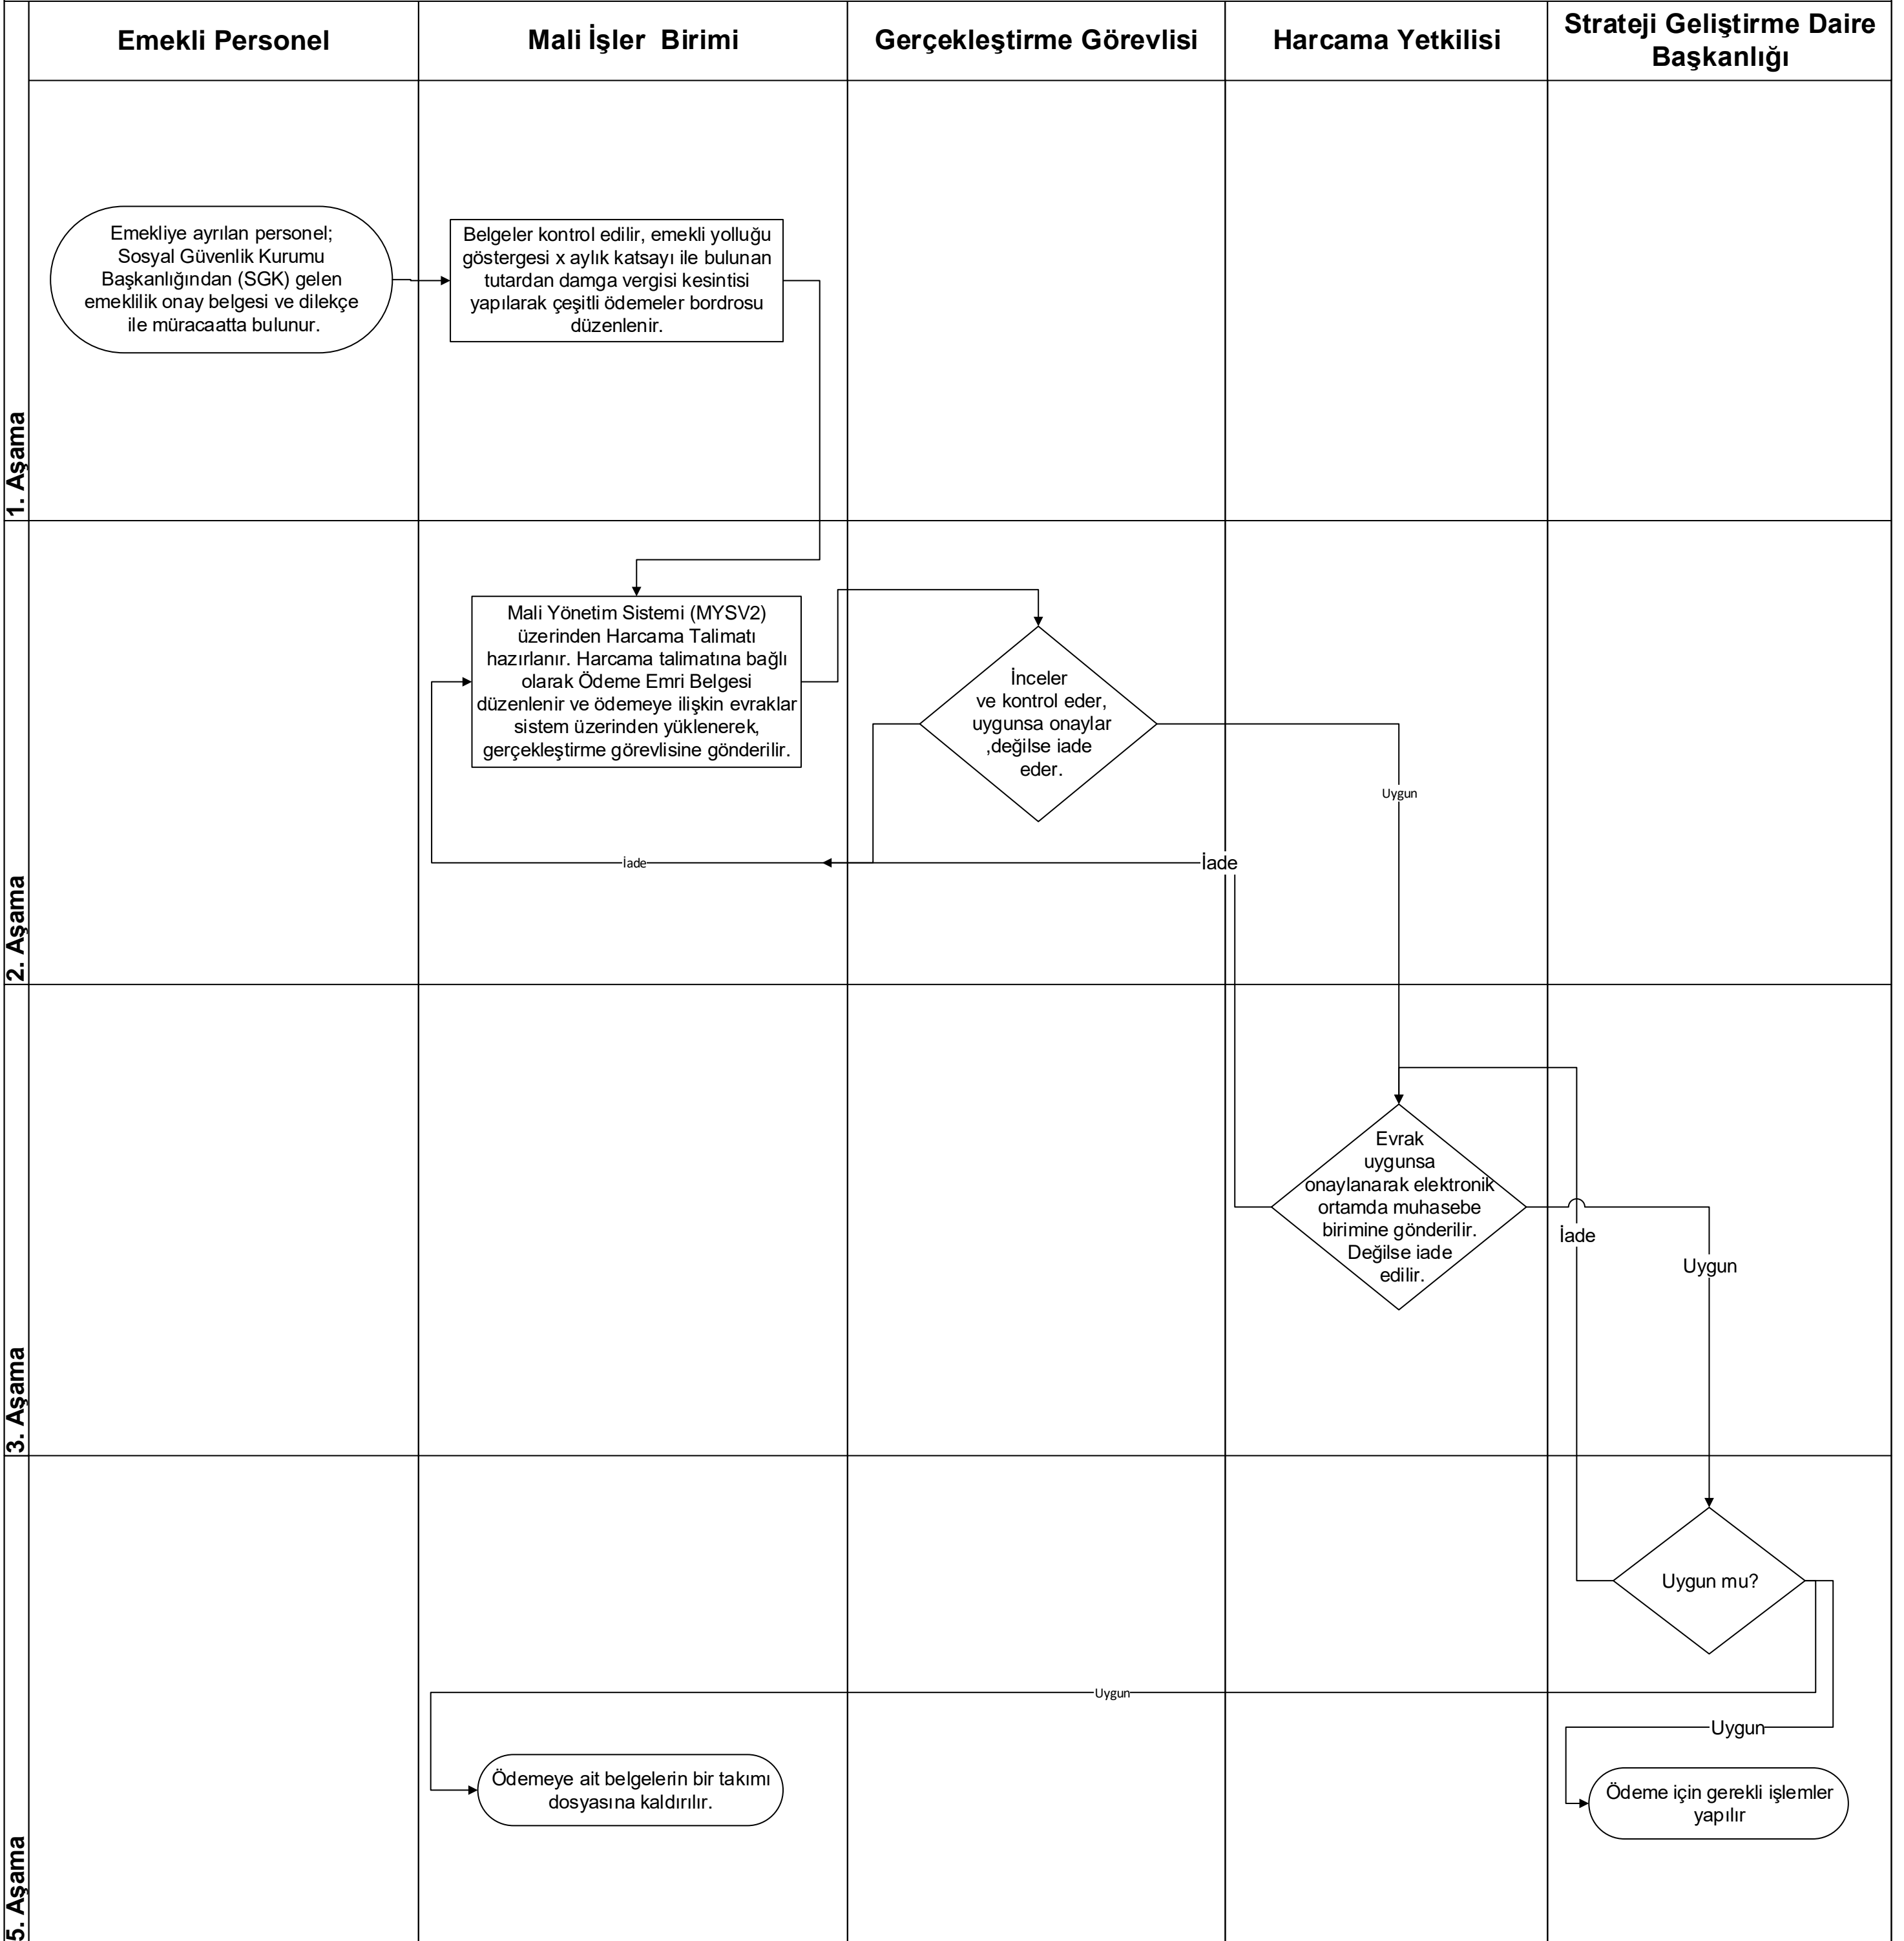 Emekli Personel
Mali İşler  Birimi
Gerçekleştirme Görevlisi
Harcama Yetkilisi
Strateji Geliştirme Daire
Başkanlığı
1. Aşama
Emekliye ayrılan personel;
Sosyal Güvenlik Kurumu
Başkanlığından (SGK) gelen
emeklilik onay belgesi ve dilekçe
ile müracaatta bulunur.
Belgeler kontrol edilir, emekli yolluğu
göstergesi x aylık katsayı ile bulunan
tutardan damga vergisi kesintisi
yapılarak çeşitli ödemeler bordrosu
düzenlenir.
2. Aşama
Mali Yönetim Sistemi (MYSV2)
üzerinden Harcama Talimatı
hazırlanır. Harcama talimatına bağlı
olarak Ödeme Emri Belgesi
düzenlenir ve ödemeye ilişkin evraklar
sistem üzerinden yüklenerek,
gerçekleştirme görevlisine gönderilir.
İnceler
ve kontrol eder,
uygunsa onaylar
,değilse iade
eder.
Uygun
İade
İade
3. Aşama
Evrak
uygunsa
onaylanarak elektronik
ortamda muhasebe
birimine gönderilir.
Değilse iade
edilir.
İade
Uygun
5. Aşama
Uygun mu?
Uygun
Uygun
Ödemeye ait belgelerin bir takımı
dosyasına kaldırılır.
Ödeme için gerekli işlemler
yapılır